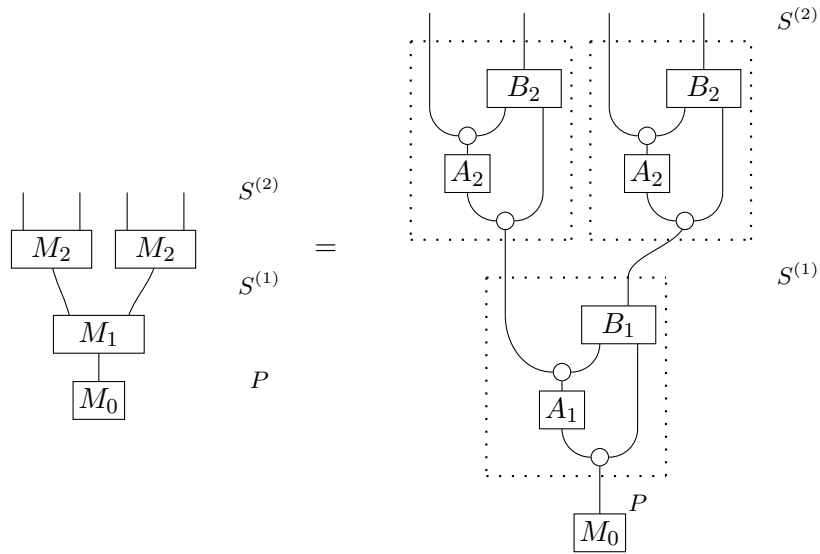 S^{(2)}
B_2 B_2
A_2 A_2
S^{(2)}
M_2 M_2 =
S^{(1)} S^{(1)}
B_1
M_1
P
M_0 A_1
P
M_0